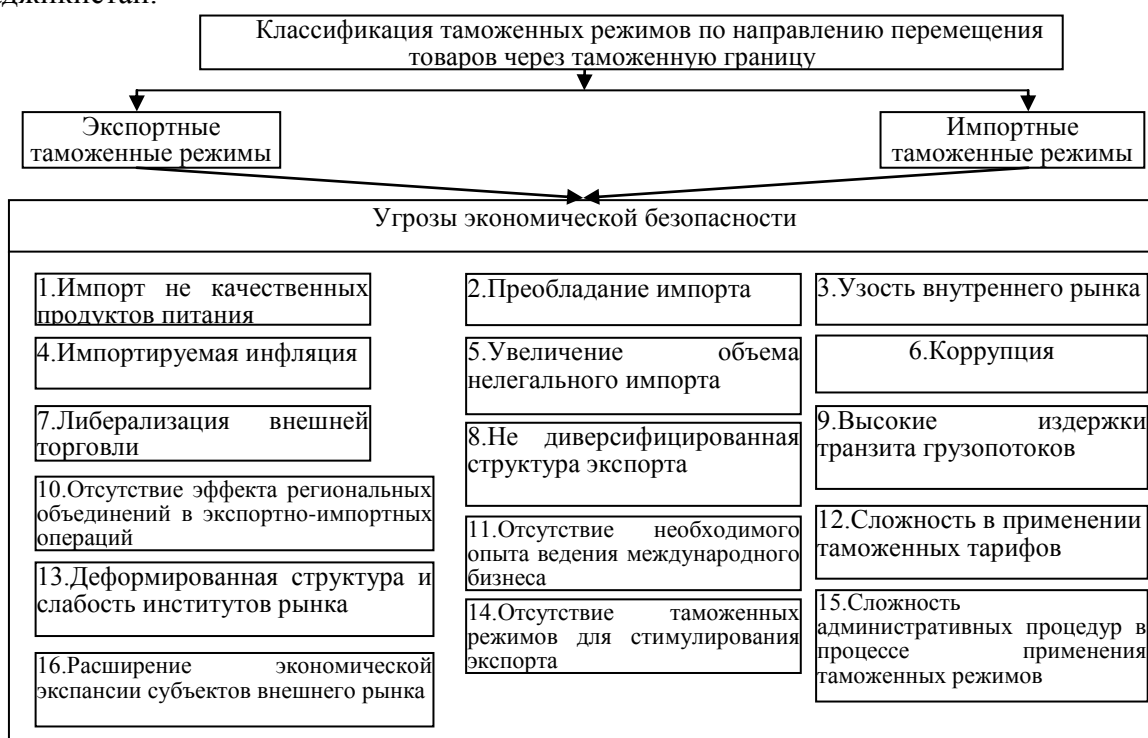 аджикистан.
Классификация таможенных режимов по направлению перемещения
товаров через таможенную границу
Экспортные
таможенные режимы
Импортные
таможенные режимы
Угрозы экономической безопасности
1.Импорт не качественных
продуктов питания
2.Преобладание импорта
3.Узость внутреннего рынка
4.Импортируемая инфляция
5.Увеличение объема
нелегального импорта
6.Коррупция
7.Либерализация внешней
торговли
8.Не диверсифицированная
структура экспорта
9.Высокие издержки
транзита грузопотоков
10.Отсутствие эффекта региональных
объединений в экспортно-импортных
операций
11.Отсутствие необходимого
опыта ведения международного
бизнеса
12.Сложность в применении
таможенных тарифов
13.Деформированная структура и
слабость институтов рынка
14.Отсутствие таможенных
режимов для стимулирования
экспорта
15.Сложность
административных процедур в
процессе применения
таможенных режимов
16.Расширение экономической
экспансии субъектов внешнего рынка